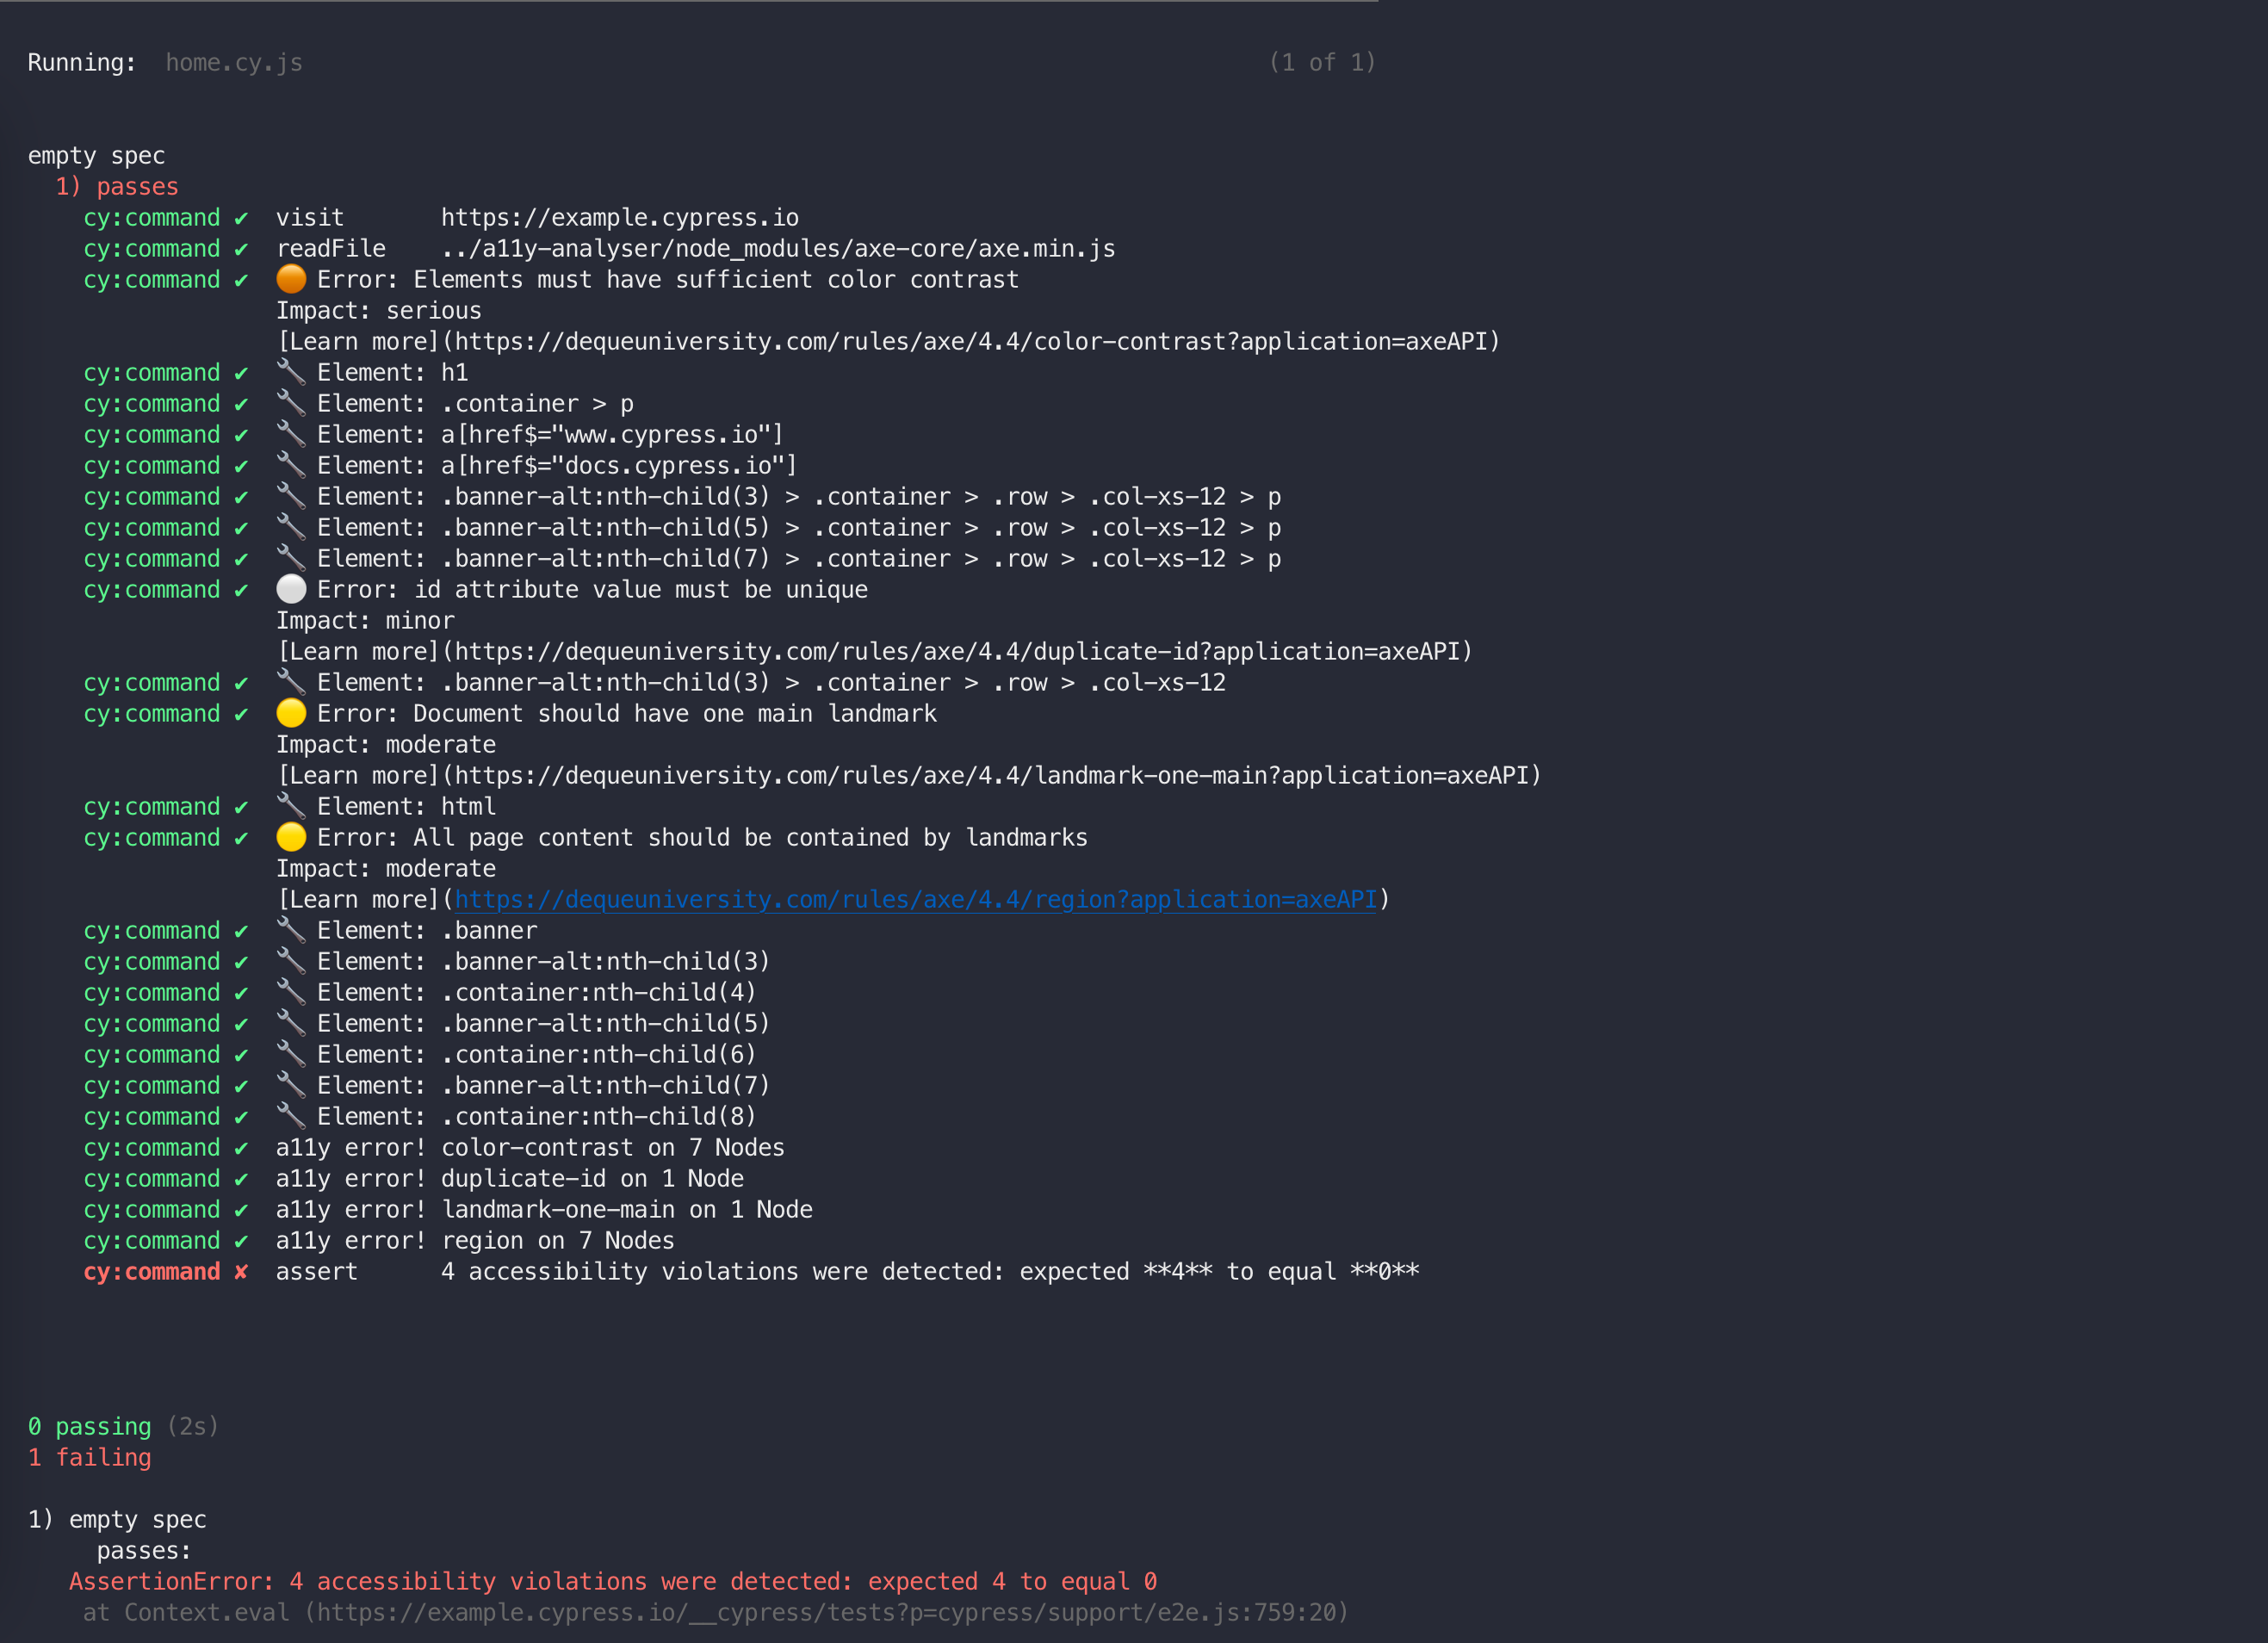 Running:  home.cy.js (1 of 1)
empty spec
1) passes
cy:command ✔  visit       https://example.cypress.io
cy:command ✔  readFile    ../a11y-analyser/node_modules/axe-core/axe.min.js
cy:command ✔  🟠 Error: Elements must have sufficient color contrast
Impact: serious
[Learn more](https://dequeuniversity.com/rules/axe/4.4/color-contrast?application=axeAPI)
cy:command ✔  🔧 Element: h1
cy:command ✔  🔧 Element: .container > p
cy:command ✔  🔧 Element: a[href$="www.cypress.io"]
cy:command ✔  🔧 Element: a[href$="docs.cypress.io"]
cy:command ✔  🔧 Element: .banner-alt:nth-child(3) > .container > .row > .col-xs-12 > p
cy:command ✔  🔧 Element: .banner-alt:nth-child(5) > .container > .row > .col-xs-12 > p
cy:command ✔  🔧 Element: .banner-alt:nth-child(7) > .container > .row > .col-xs-12 > p
cy:command ✔  ⚪ Error: id attribute value must be unique
Impact: minor
[Learn more](https://dequeuniversity.com/rules/axe/4.4/duplicate-id?application=axeAPI)
cy:command ✔  🔧 Element: .banner-alt:nth-child(3) > .container > .row > .col-xs-12
cy:command ✔  🟡 Error: Document should have one main landmark
Impact: moderate
[Learn more](https://dequeuniversity.com/rules/axe/4.4/landmark-one-main?application=axeAPI)
cy:command ✔  🔧 Element: html
cy:command ✔  🟡 Error: All page content should be contained by landmarks
Impact: moderate
[Learn more](https://dequeuniversity.com/rules/axe/4.4/region?application=axeAPI)
cy:command ✔  🔧 Element: .banner
cy:command ✔  🔧 Element: .banner-alt:nth-child(3)
cy:command ✔  🔧 Element: .container:nth-child(4)
cy:command ✔  🔧 Element: .banner-alt:nth-child(5)
cy:command ✔  🔧 Element: .container:nth-child(6)
cy:command ✔  🔧 Element: .banner-alt:nth-child(7)
cy:command ✔  🔧 Element: .container:nth-child(8)
cy:command ✔  a11y error! color-contrast on 7 Nodes
cy:command ✔  a11y error! duplicate-id on 1 Node
cy:command ✔  a11y error! landmark-one-main on 1 Node
cy:command ✔  a11y error! region on 7 Nodes
cy:command ✘  assert      4 accessibility violations were detected: expected **4** to equal **0**
0 passing (2s)
1 failing
1) empty spec
passes:
AssertionError: 4 accessibility violations were detected: expected 4 to equal 0
at Context.eval (https://example.cypress.io/__cypress/tests?p=cypress/support/e2e.js:759:20)